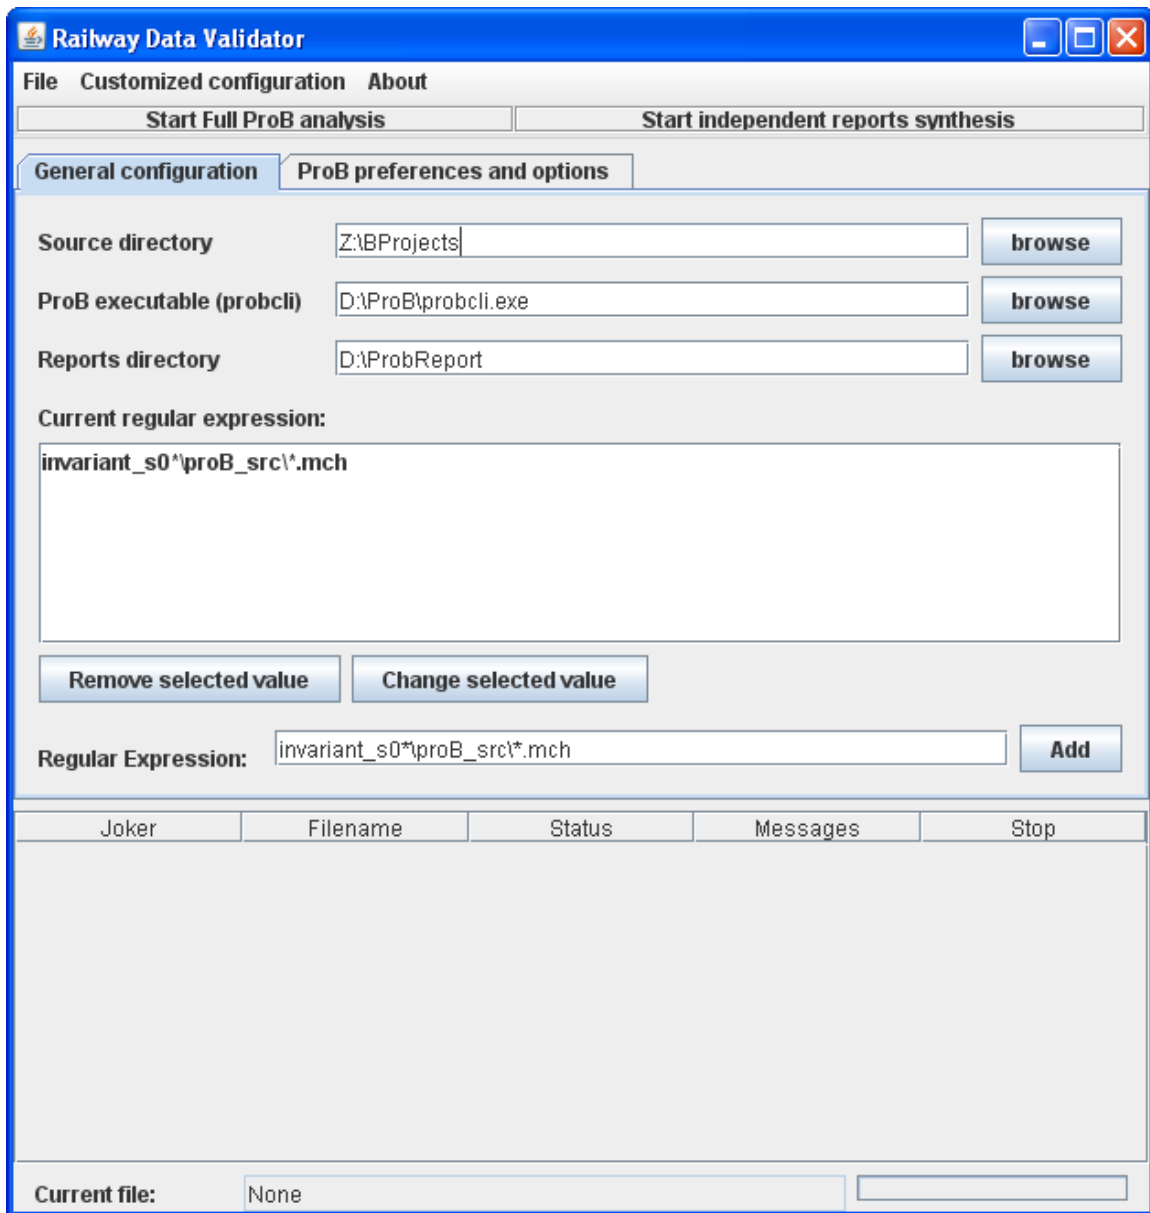 Railway Data Validator
File Customized configuration About
Start Full ProB analysis Start independent reports synthesis
General configuration ProB preferences and options
Source directory Z:\BProjects browse
ProB executable (probcli) D:\ProB\probcli.exe browse
Reports directory D:\ProbReport browse
Current regular expression:
invariant_s0*\proB_src\*.mch
Remove selected value Change selected value
Regular Expression: invariant_s0*\proB_src\*.mch Add
Joker Filename Status Messages Stop
Current file: None